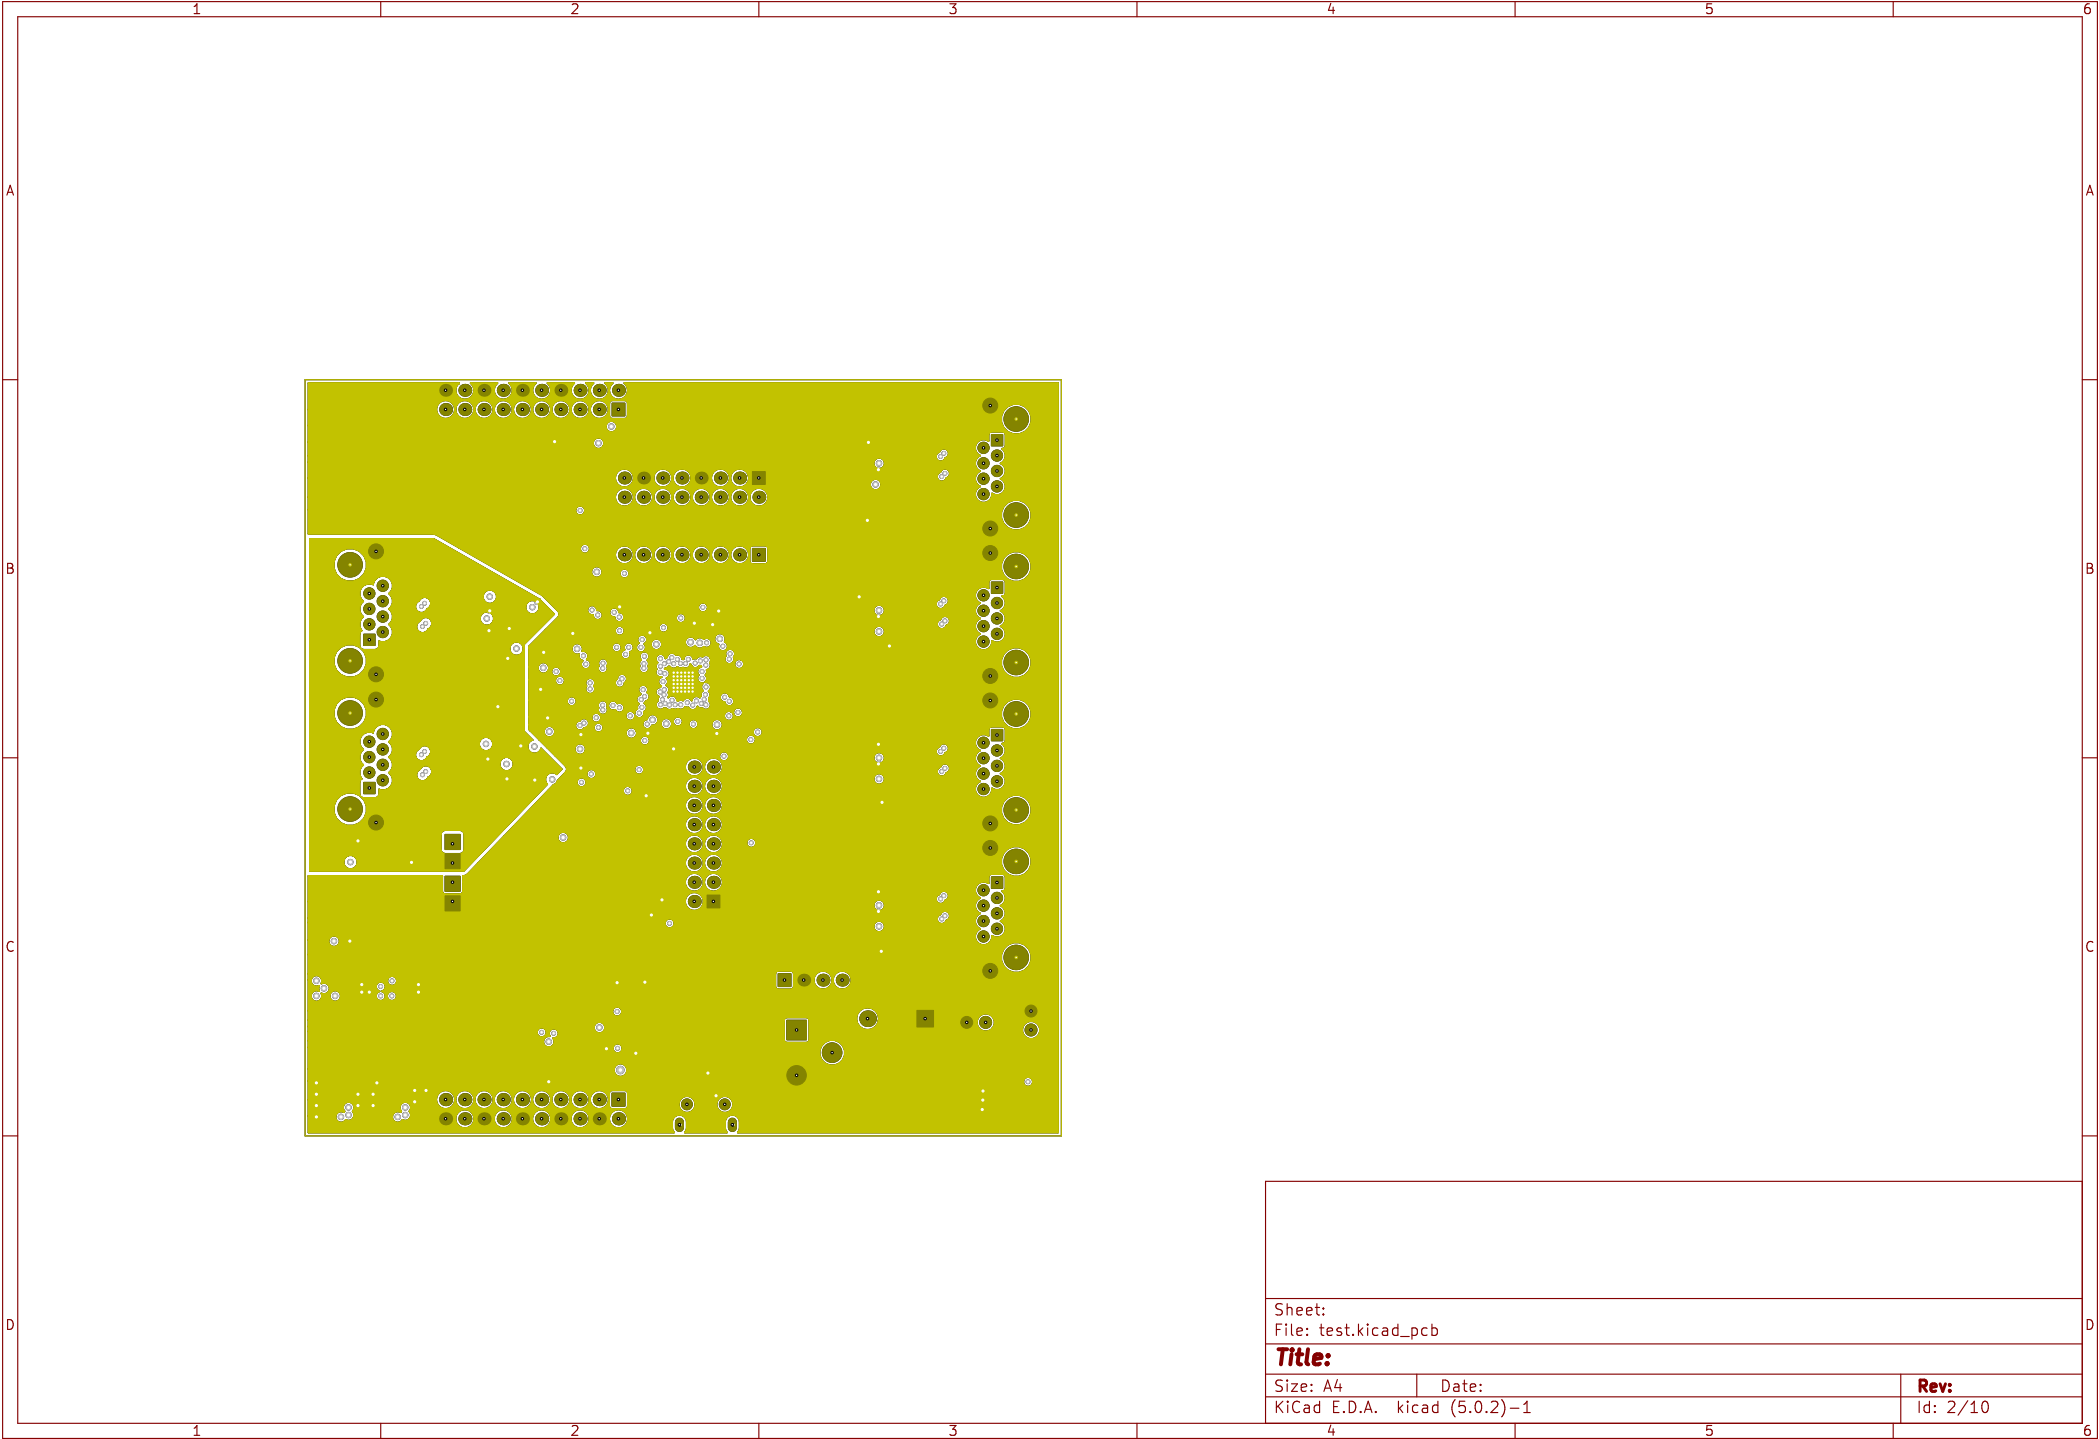 1 2 3 4 5 6
A A
B B
C C
D D
Sheet:
File: test.kicad_pcb
Title:
Size: A4 Date: Rev:
KiCad E.D.A. kicad (5.0.2)-1 Id: 2/10
1 2 3 4 5 6